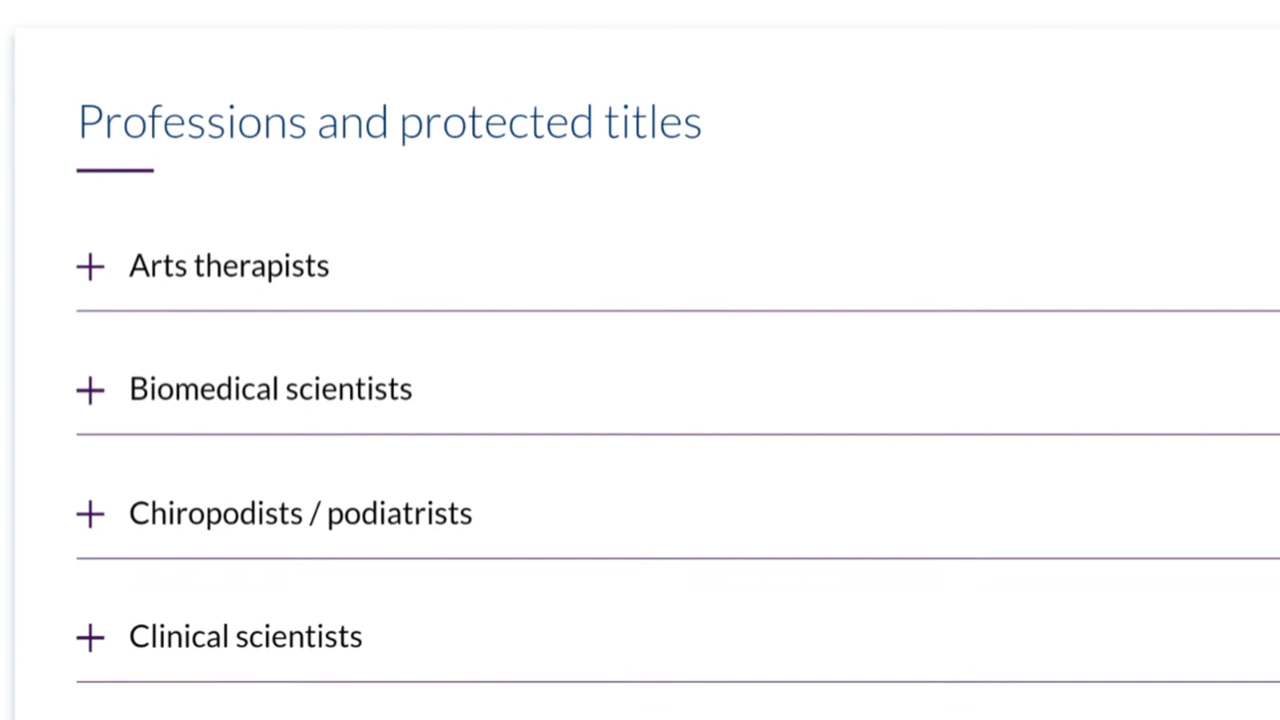 Professions and protected titles
Arts therapists
Biomedical scientists
Chiropodists / podiatrists
Clinical scientists